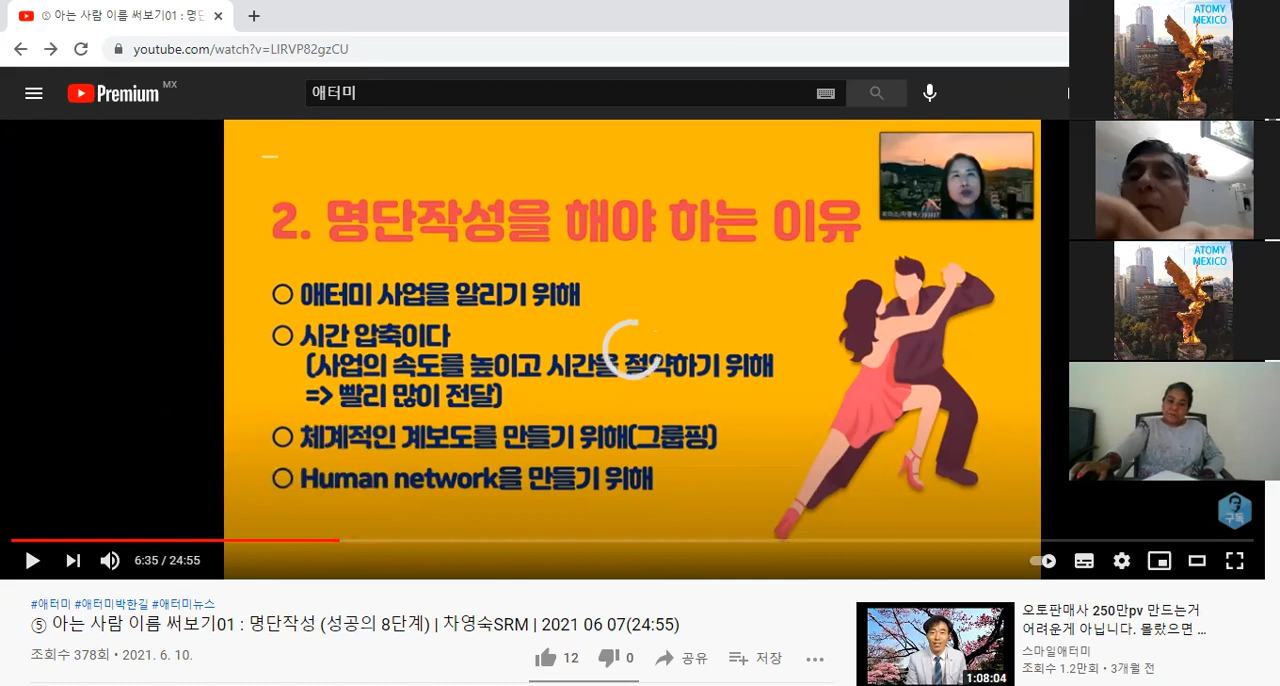 ⑤ 아는 사람 이름 써보기01 : 명단
youtube.com/watch?v=LIRVP82gzCU
Premium MX
애터미
ATOMY
MEXICO
2. 명단작성을 해야 하는 이유
○ 애터미 사업을 알리기 위해
○ 시간 압축이다
(사업의 속도를 높이고 시간을 절약하기 위해
=> 빨리 많이 전달)
○ 체계적인 계보도를 만들기 위해(그룹핑)
○ Human network을 만들기 위해
ATOMY
MEXICO
구독
6:35 / 24:55
#애터미 #애터미박한길 #애터미뉴스
⑤ 아는 사람 이름 써보기01 : 명단작성 (성공의 8단계) | 차영숙SRM | 2021 06 07(24:55)
조회수 378회 • 2021. 6. 10.
12
0
공유
저장
오토판매사 250만pv 만드는거
어려운게 아닙니다. 몰랐으면 ...
스마일애터미
조회수 1.2만회 • 3개월 전
1:08:04